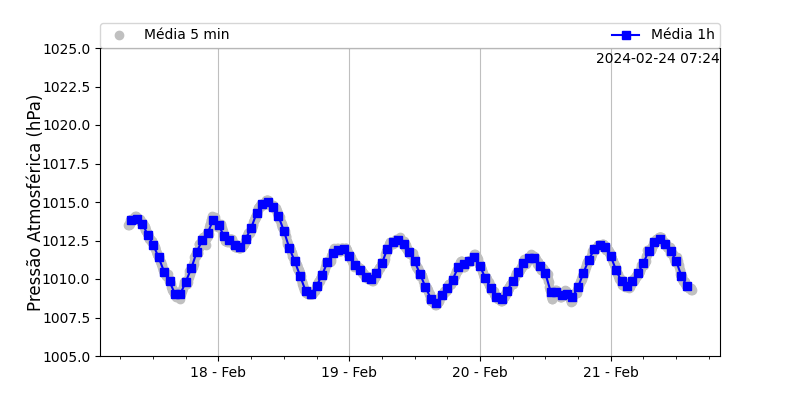 Média 5 min
Média 1h
2024-02-24 07:24
Pressão Atmosférica (hPa)
1025.0
1022.5
1020.0
1017.5
1015.0
1012.5
1010.0
1007.5
1005.0
18 - Feb
19 - Feb
20 - Feb
21 - Feb